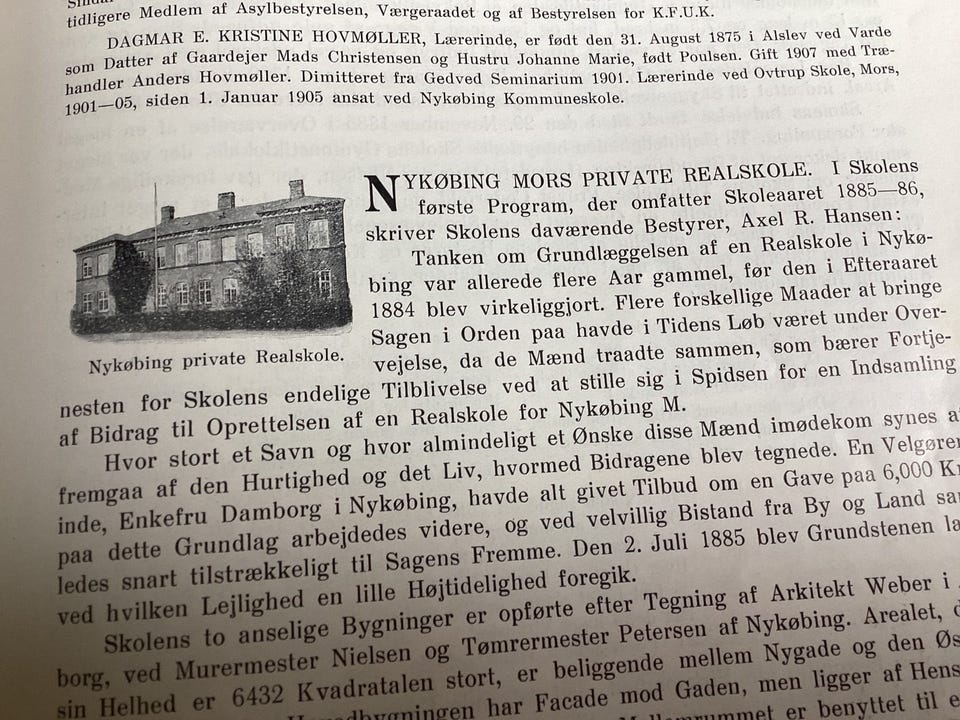 tidligere Medlem af Asylbestyrelsen, Værgeraadet og af Bestyrelsen for K.F.U.K.
DAGMAR E. KRISTINE HOVMØLLER, Lærerinde, er født den 31. August 1875 i Alslev ved Varde
som Datter af Gaardejer Mads Christensen og Hustru Johanne Marie, født Poulsen. Gift 1907 med Træ-
handler Anders Hovmøller. Dimitteret fra Gedved Seminarium 1901. Lærerinde ved Ovtrup Skole, Mors,
1901—05, siden 1. Januar 1905 ansat ved Nykøbing Kommuneskole.
NYKØBING MORS PRIVATE REALSKOLE. I Skolens
første Program, der omfatter Skoleaaret 1885—86,
skriver Skolens daværende Bestyrer, Axel R. Hansen:
Tanken om Grundlæggelsen af en Realskole i Nykø-
bing var allerede flere Aar gammel, før den i Efteraaret
1884 blev virkeliggjort. Flere forskellige Maader at bringe
Sagen i Orden paa havde i Tidens Løb været under Over-
vejelse, da de Mænd traadte sammen, som bærer Fortje-
Nykøbing private Realskole.
nesten for Skolens endelige Tilblivelse ved at stille sig i Spidsen for en Indsamling
af Bidrag til Oprettelsen af en Realskole for Nykøbing M.
Hvor stort et Savn og hvor almindeligt et Ønske disse Mænd imødekom synes
fremgaa af den Hurtighed og det Liv, hvormed Bidragene blev tegnede. En Velgører
inde, Enkefru Damborg i Nykøbing, havde alt givet Tilbud om en Gave paa 6,000 Kr
paa dette Grundlag arbejdedes videre, og ved velvillig Bistand fra By og Land
ledes snart tilstrækkeligt til Sagens Fremme. Den 2. Juli 1885 blev Grundstenen
ved hvilken Lejlighed en lille Højtidelighed foregik.
Skolens to anselige Bygninger er opførte efter Tegning af Arkitekt Weber i
borg, ved Murermester Nielsen og Tømrermester Petersen af Nykøbing. Arealet,
sin Helhed er 6432 Kvadratalen stort, er beliggende mellem Nygade og den
har Facade mod Gaden, men ligger af
er benyttet til